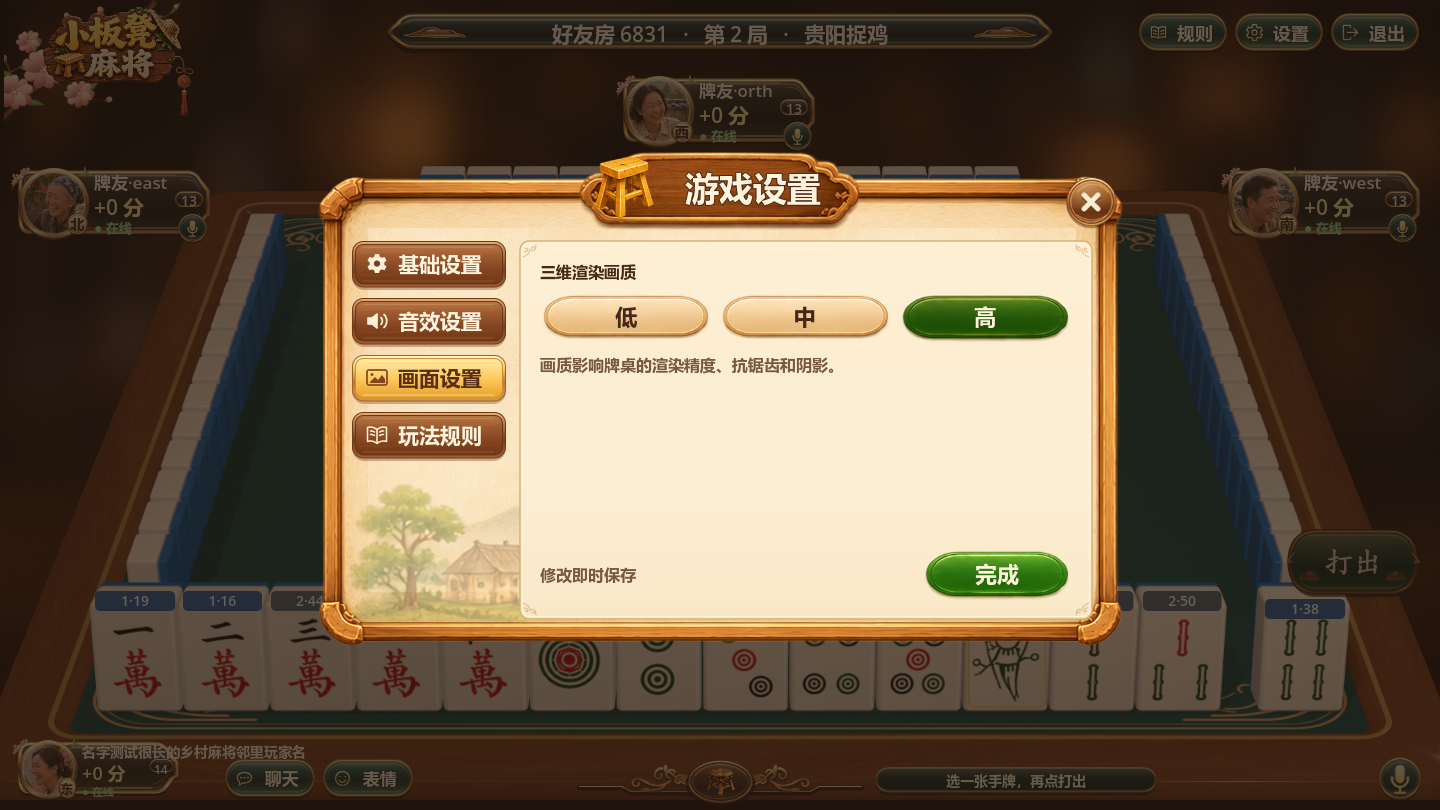 小板凳
麻将
好友房 6831 · 第 2 局 · 贵阳捉鸡
规则
设置
退出
牌友·orth
+0 分
13
西
在线
牌友·east
+0 分
13
北
在线
牌友·west
+0 分
13
南
在线
游戏设置
基础设置
音效设置
画面设置
玩法规则
三维渲染画质
低
中
高
画质影响牌桌的渲染精度、抗锯齿和阴影。
修改即时保存
完成
打出
1·19
1·16
2·44
2·50
1·38
一
萬
二
萬
三
萬
萬
萬
名字测试很长的乡村麻将邻里玩家名
+0 分
14
东
在线
聊天
表情
选一张手牌，再点打出